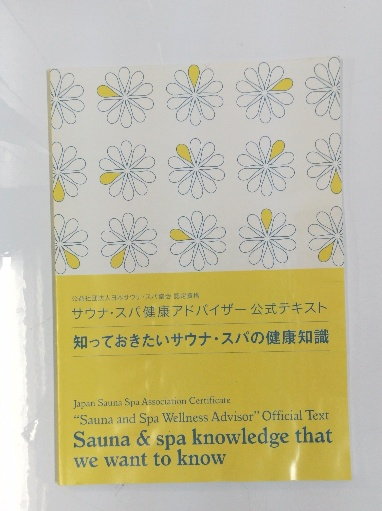 公益社団法人日本サウナ・スパ協会 認定資格
サウナ・スパ健康アドバイザー 公式テキスト
知っておきたいサウナ・スパの健康知識
Japan Sauna Spa Association Certificate
“Sauna and Spa Wellness Advisor” Official Text
Sauna & spa knowledge that
we want to know